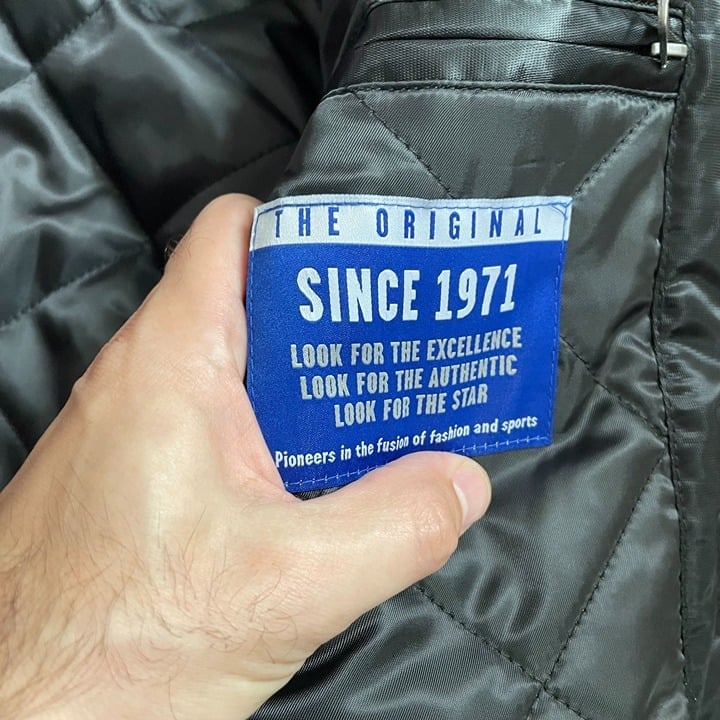 THE ORIGINAL
SINCE 1971
LOOK FOR THE EXCELLENCE
LOOK FOR THE AUTHENTIC
LOOK FOR THE STAR
Pioneers in the fusion of fashion and sports